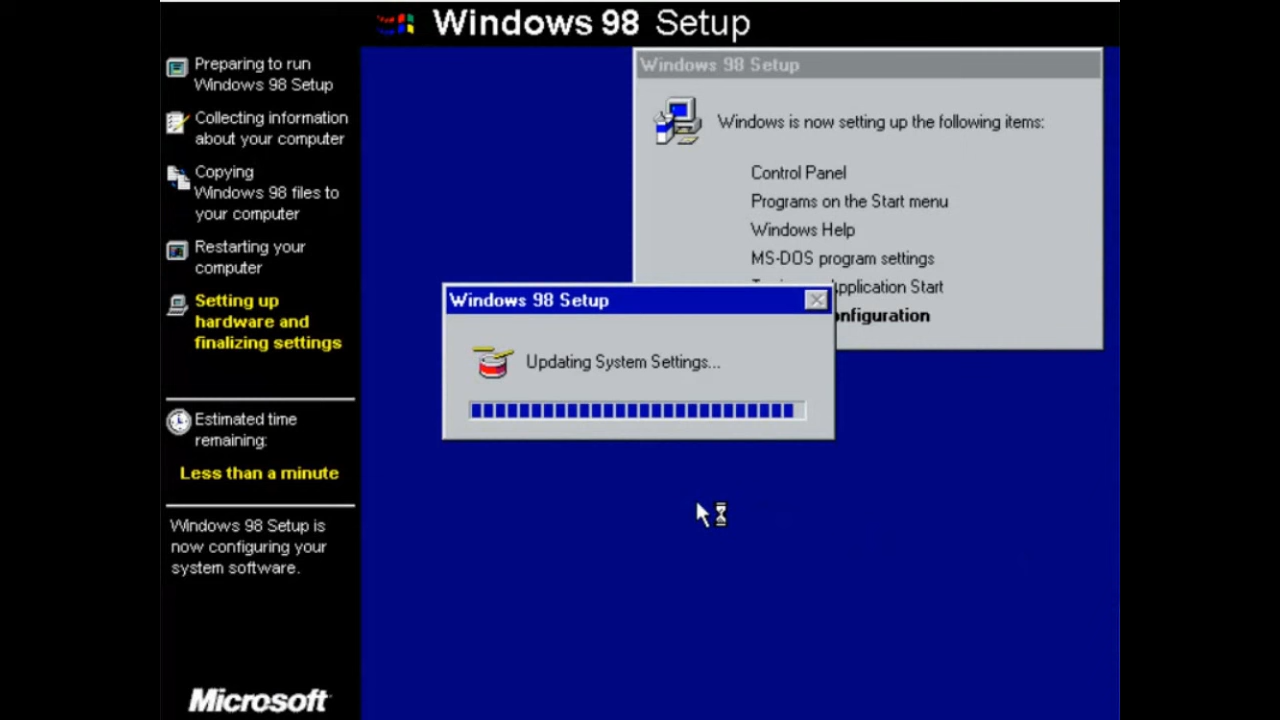 Windows 98 Setup
Preparing to run
Windows 98 Setup
Collecting information
about your computer
Copying
Windows 98 files to
your computer
Restarting your
computer
Setting up
hardware and
finalizing settings
Estimated time
remaining:
Less than a minute
Windows 98 Setup is
now configuring your
system software.
Microsoft
Windows 98 Setup
Windows is now setting up the following items:
Control Panel
Programs on the Start menu
Windows Help
MS-DOS program settings
Application Start
Windows 98 Setup
Updating System Settings...